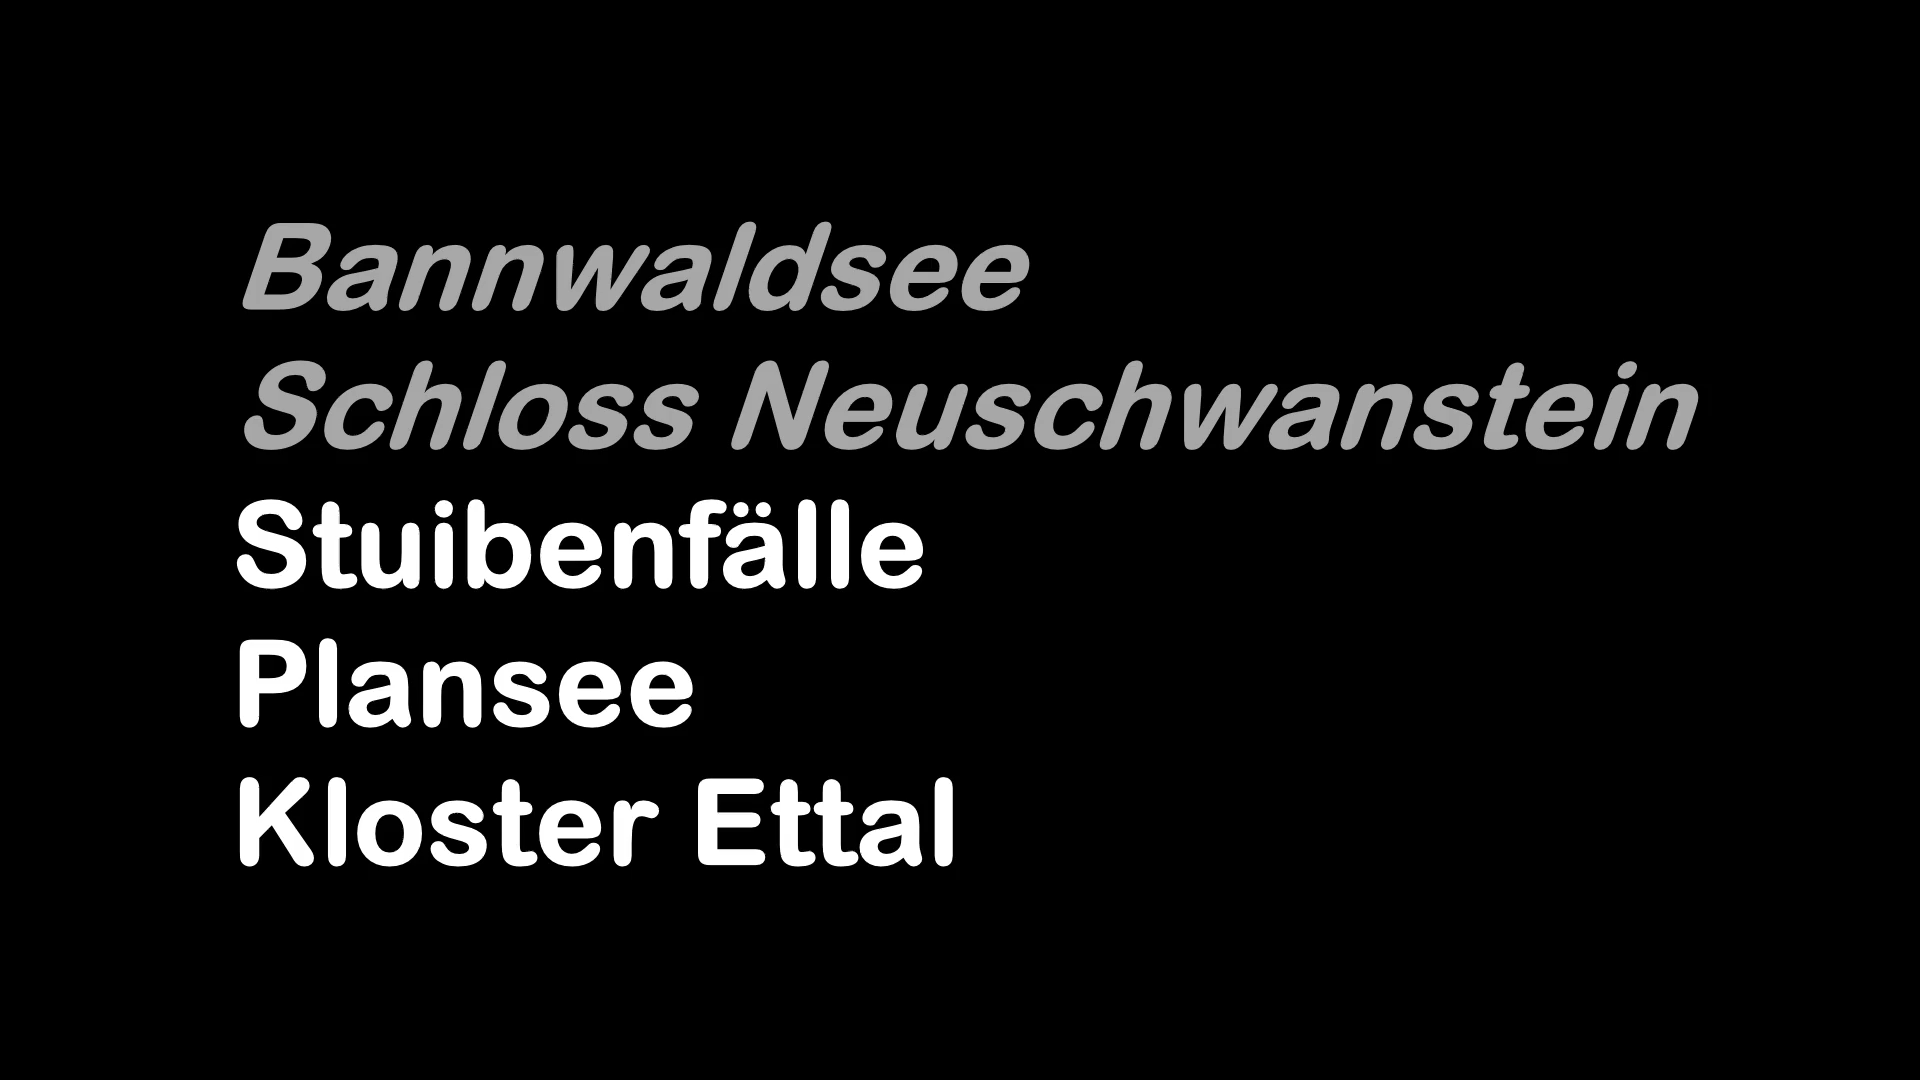 Bannwaldsee
Schloss Neuschwanstein
Stuibenfälle
Plansee
Kloster Ettal